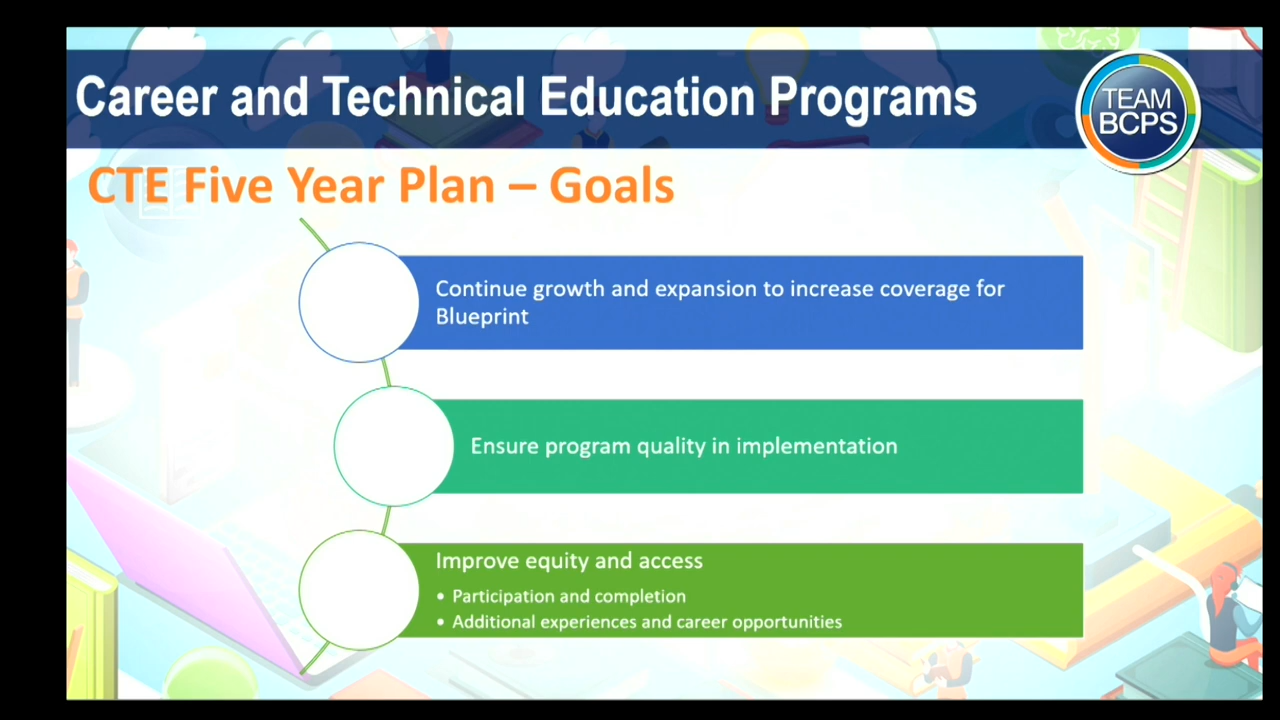 Career and Technical Education Programs
TEAM
BCPS
CTE Five Year Plan – Goals
Continue growth and expansion to increase coverage for
Blueprint
Ensure program quality in implementation
Improve equity and access
• Participation and completion
• Additional experiences and career opportunities